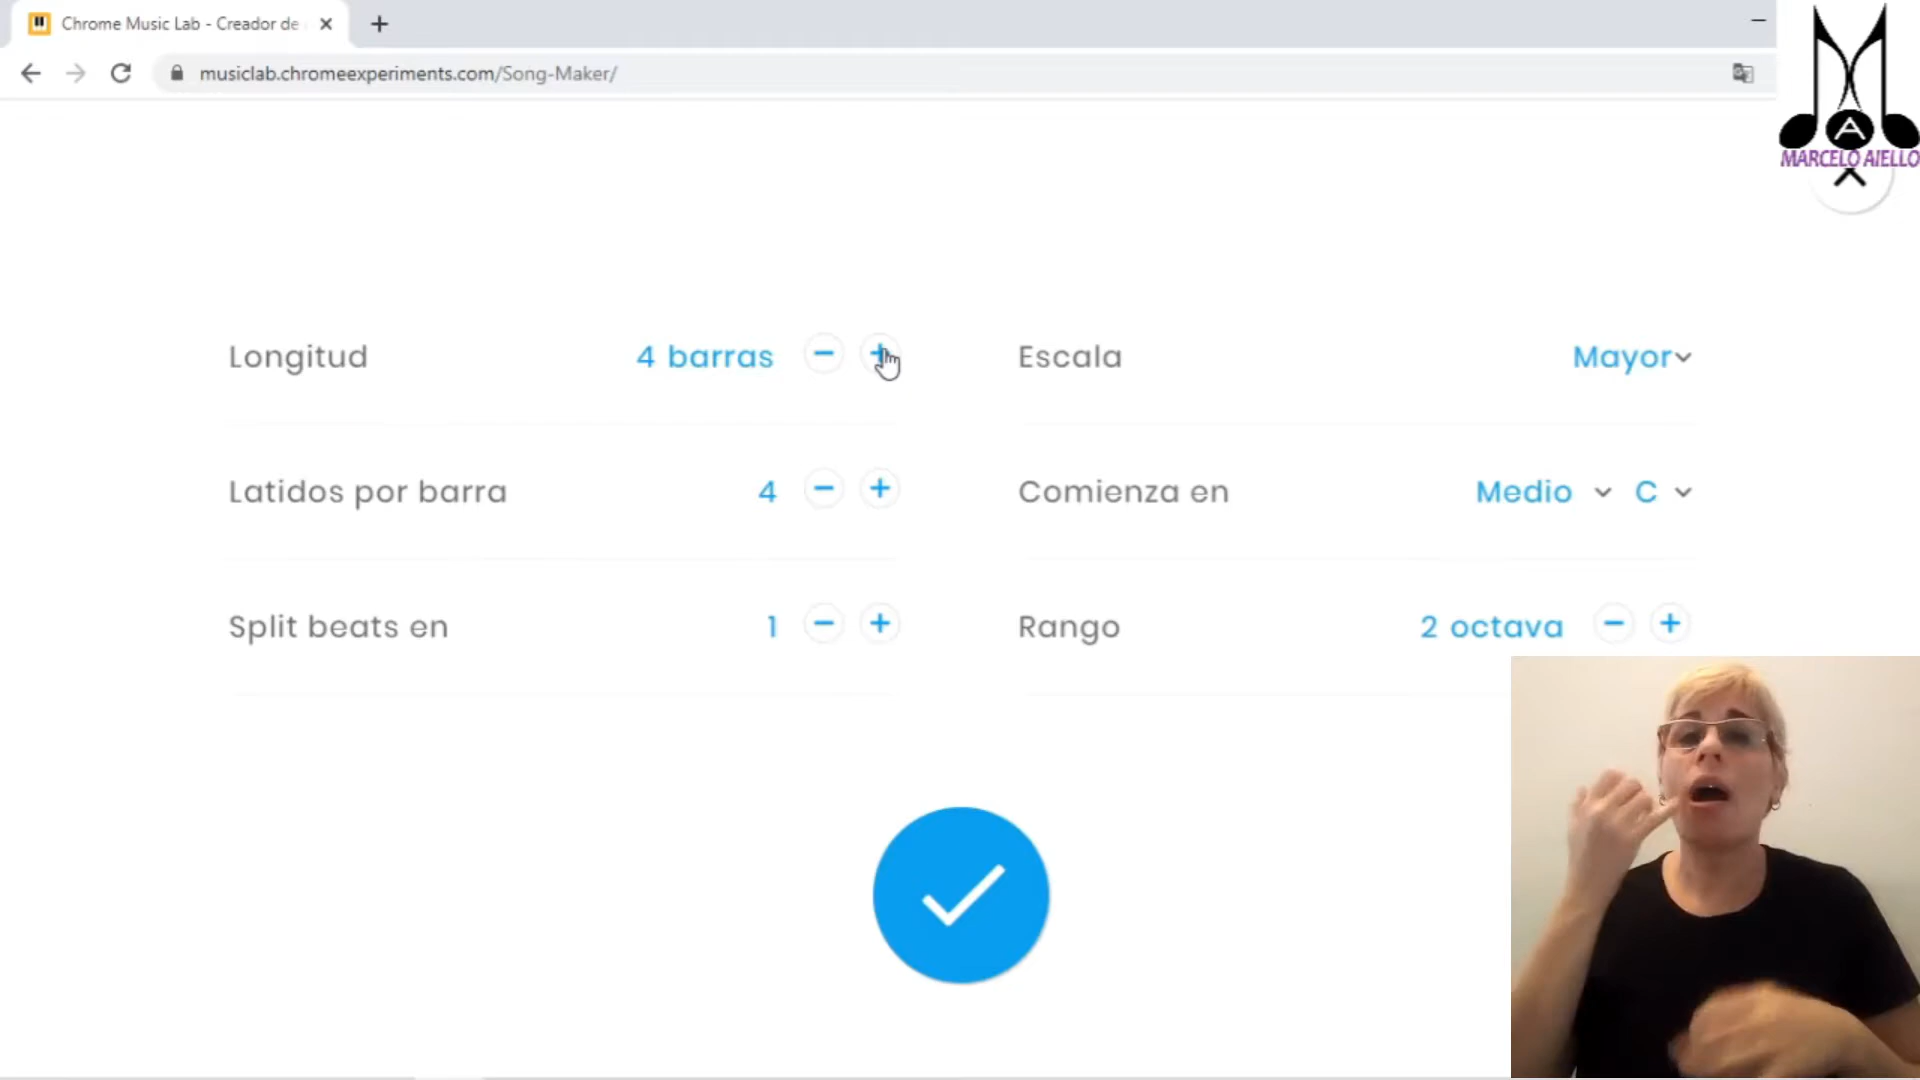 Chrome Music Lab - Creador de
musiclab.chromeexperiments.com/Song-Maker/
A
MARCELO AIELLO
Longitud 4 barras − +
Escala Mayor
Latidos por barra 4 − +
Comienza en Medio C
Split beats en 1 − +
Rango 2 octava − +